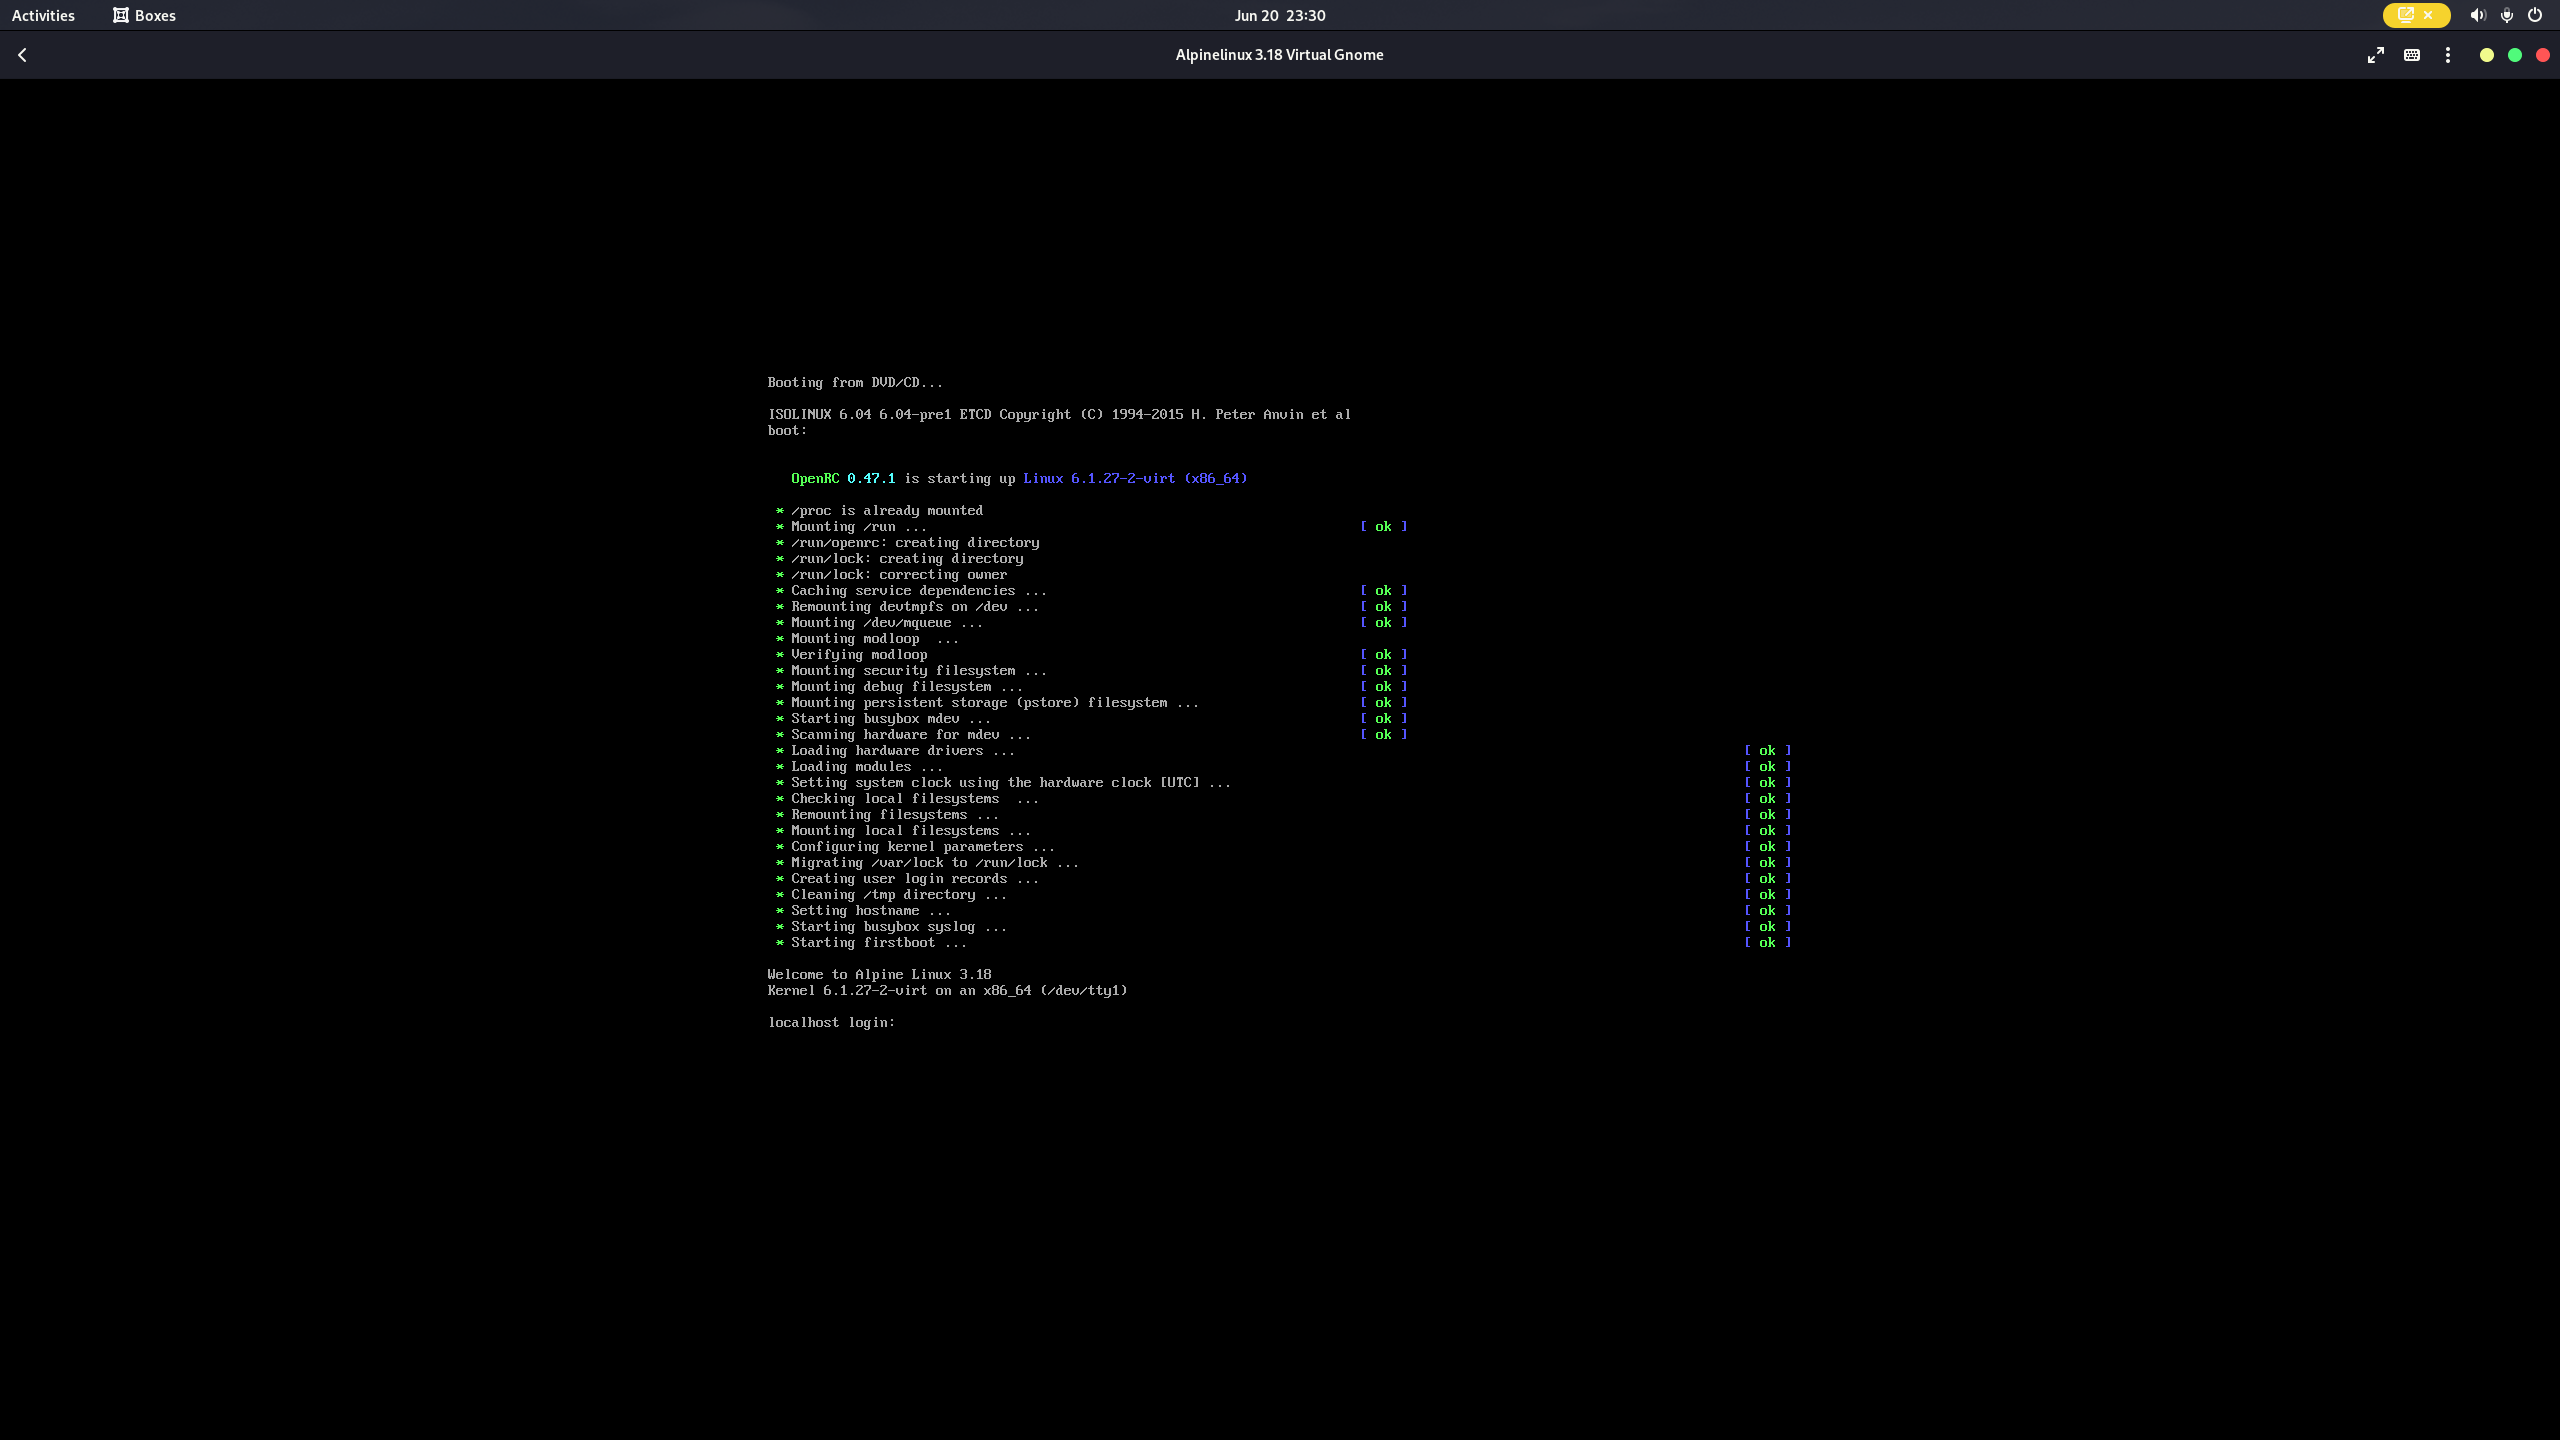 Activities Boxes Jun 20 23:30
Alpinelinux 3.18 Virtual Gnome
Booting from DVD/CD...
ISOLINUX 6.04 6.04-pre1 ETCD Copyright (C) 1994-2015 H. Peter Anvin et al
boot:
OpenRC 0.47.1 is starting up Linux 6.1.27-2-virt (x86_64)
* /proc is already mounted
* Mounting /run ... [ ok ]
* /run/openrc: creating directory
* /run/lock: creating directory
* /run/lock: correcting owner
* Caching service dependencies ... [ ok ]
* Remounting devtmpfs on /dev ... [ ok ]
* Mounting /dev/mqueue ... [ ok ]
* Mounting modloop  ...
* Verifying modloop [ ok ]
* Mounting security filesystem ... [ ok ]
* Mounting debug filesystem ... [ ok ]
* Mounting persistent storage (pstore) filesystem ... [ ok ]
* Starting busybox mdev ... [ ok ]
* Scanning hardware for mdev ... [ ok ]
* Loading hardware drivers ... [ ok ]
* Loading modules ... [ ok ]
* Setting system clock using the hardware clock [UTC] ... [ ok ]
* Checking local filesystems  ... [ ok ]
* Remounting filesystems ... [ ok ]
* Mounting local filesystems ... [ ok ]
* Configuring kernel parameters ... [ ok ]
* Migrating /var/lock to /run/lock ... [ ok ]
* Creating user login records ... [ ok ]
* Cleaning /tmp directory ... [ ok ]
* Setting hostname ... [ ok ]
* Starting busybox syslog ... [ ok ]
* Starting firstboot ... [ ok ]
Welcome to Alpine Linux 3.18
Kernel 6.1.27-2-virt on an x86_64 (/dev/tty1)
localhost login: